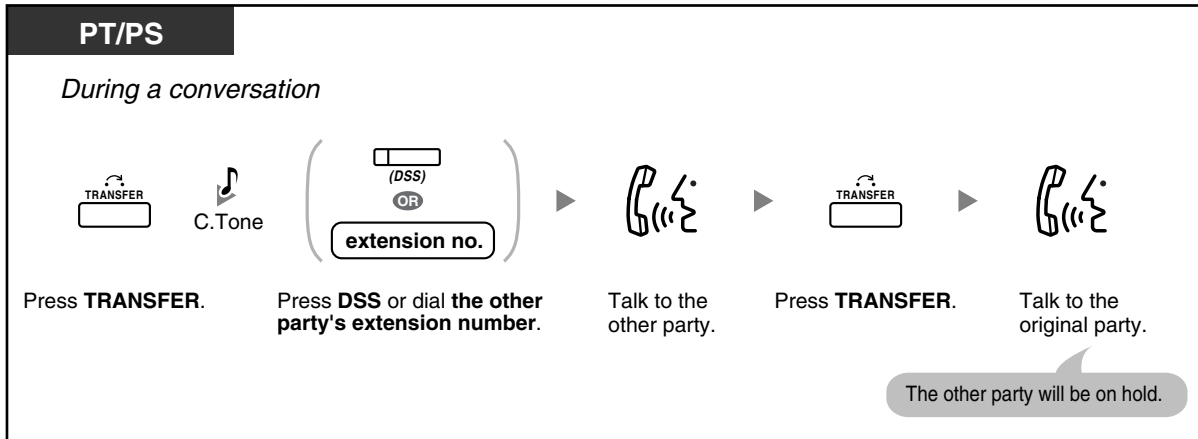 PT/PS
During a conversation
TRANSFER
C.Tone
(DSS)
OR
extension no.
TRANSFER
Press TRANSFER.
Press DSS or dial the other
party's extension number.
Talk to the
other party.
Press TRANSFER.
Talk to the
original party.
The other party will be on hold.